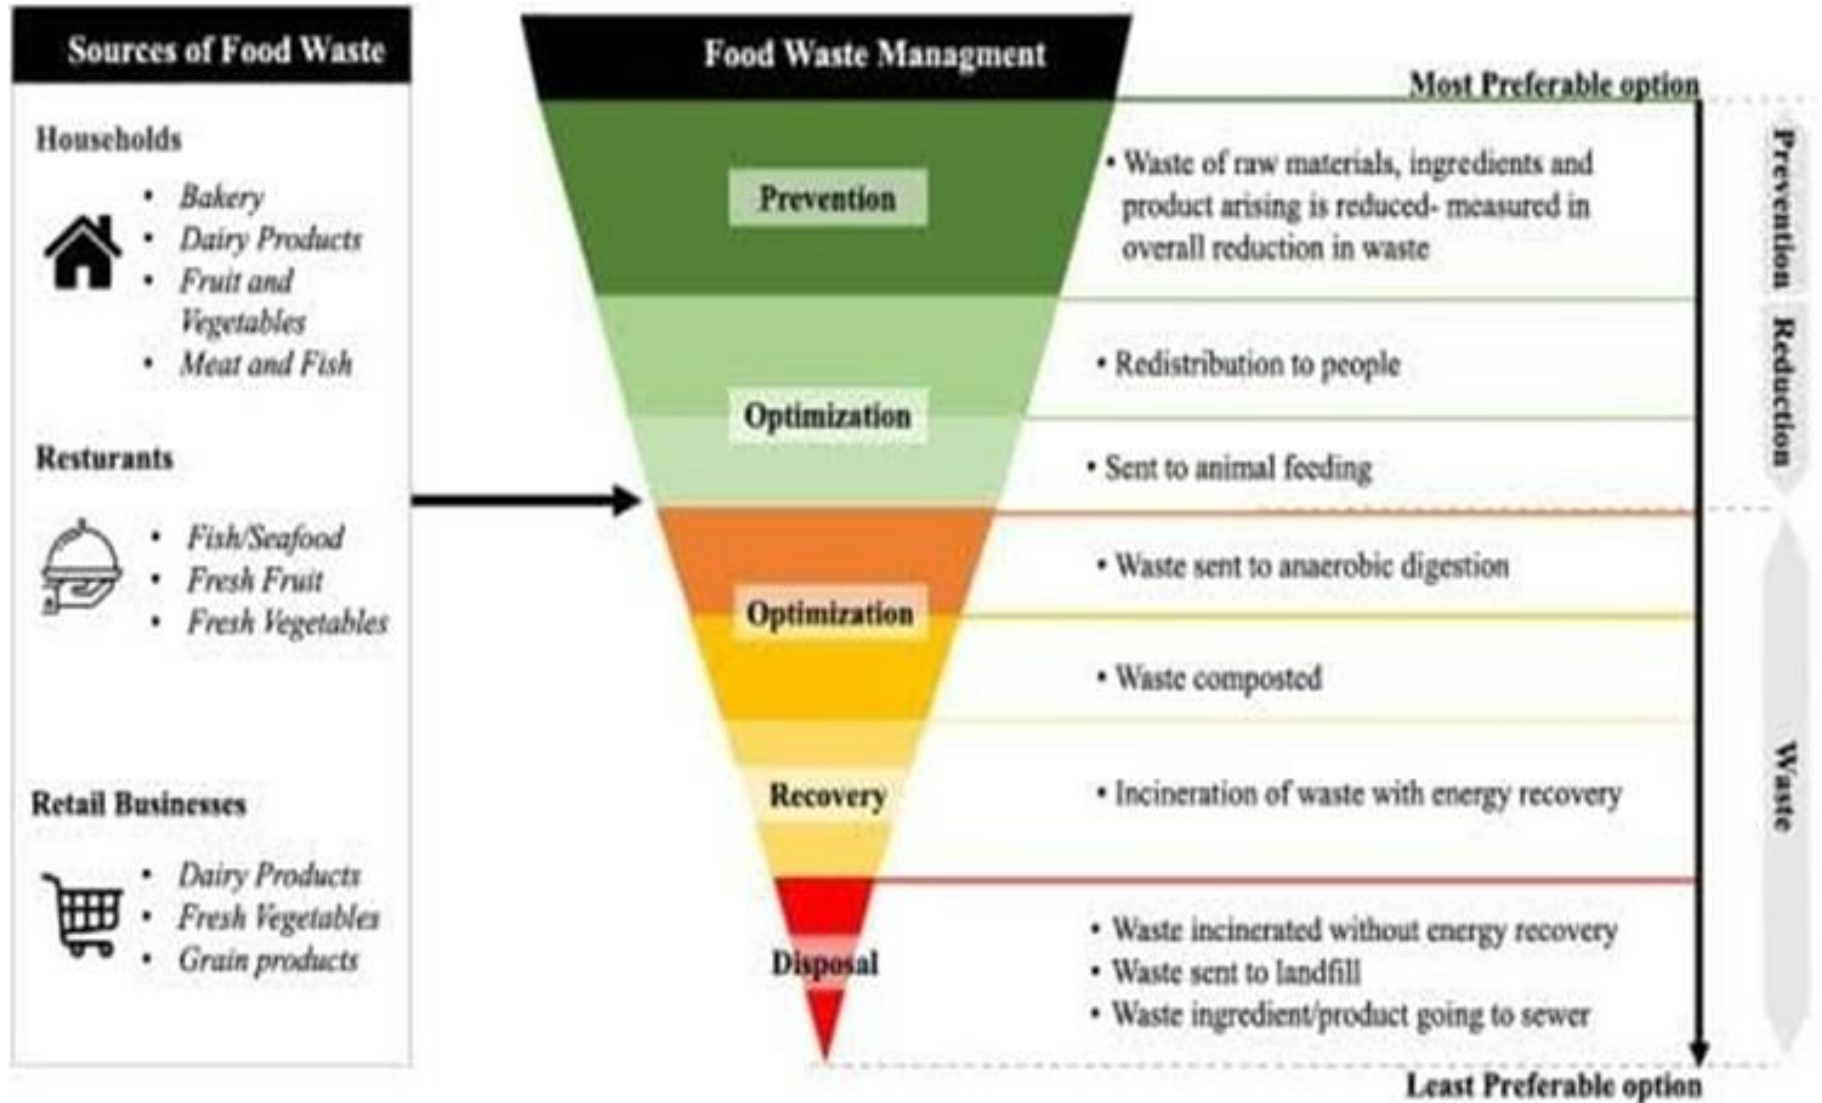 Sources of Food Waste
Households
• Bakery
• Dairy Products
• Fruit and
Vegetables
• Meat and Fish
Resturants
• Fish/Seafood
• Fresh Fruit
• Fresh Vegetables
Retail Businesses
• Dairy Products
• Fresh Vegetables
• Grain products
Food Waste Managment
Prevention
Optimization
Optimization
Recovery
Disposal
Most Preferable option
• Waste of raw materials, ingredients and
product arising is reduced- measured in
overall reduction in waste
• Redistribution to people
• Sent to animal feeding
• Waste sent to anaerobic digestion
• Waste composted
• Incineration of waste with energy recovery
• Waste incinerated without energy recovery
• Waste sent to landfill
• Waste ingredient/product going to sewer
Least Preferable option
Prevention
Reduction
Waste